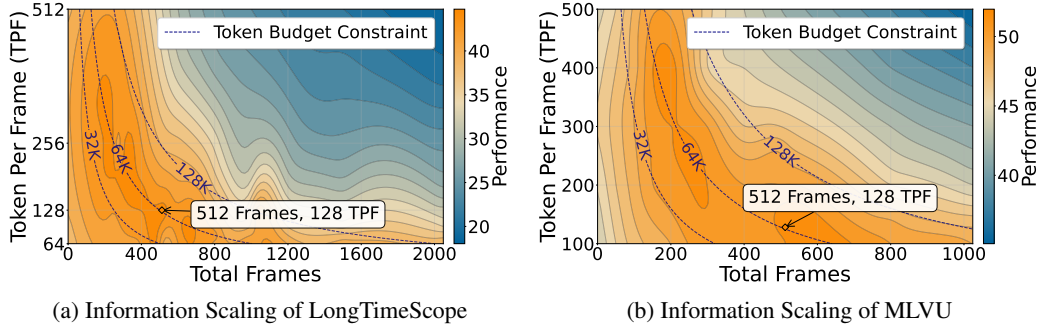 Token Per Frame (TPF)
512
256
128
64
0
400
800
1200
1600
2000
Total Frames
Token Budget Constraint
32K
64K
128K
512 Frames, 128 TPF
40
35
30
25
20
Performance
(a) Information Scaling of LongTimeScope
Token Per Frame (TPF)
500
400
300
200
100
0
200
400
600
800
1000
Total Frames
Token Budget Constraint
32K
64K
128K
512 Frames, 128 TPF
50
45
40
Performance
(b) Information Scaling of MLVU